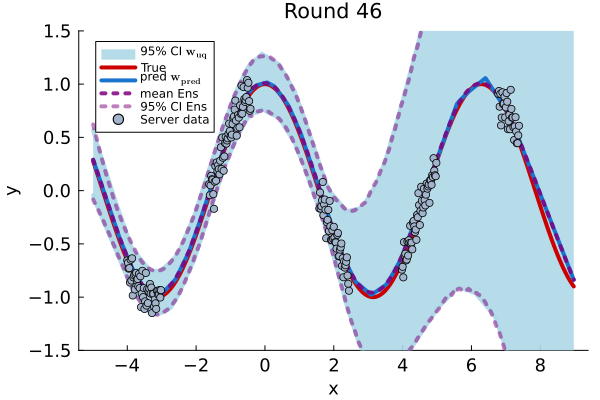 Round 46
1.5
1.0
0.5
0.0
−0.5
−1.0
−1.5
y
95% CI w_uq
True
pred w_pred
mean Ens
95% CI Ens
Server data
−4 −2 0 2 4 6 8
x